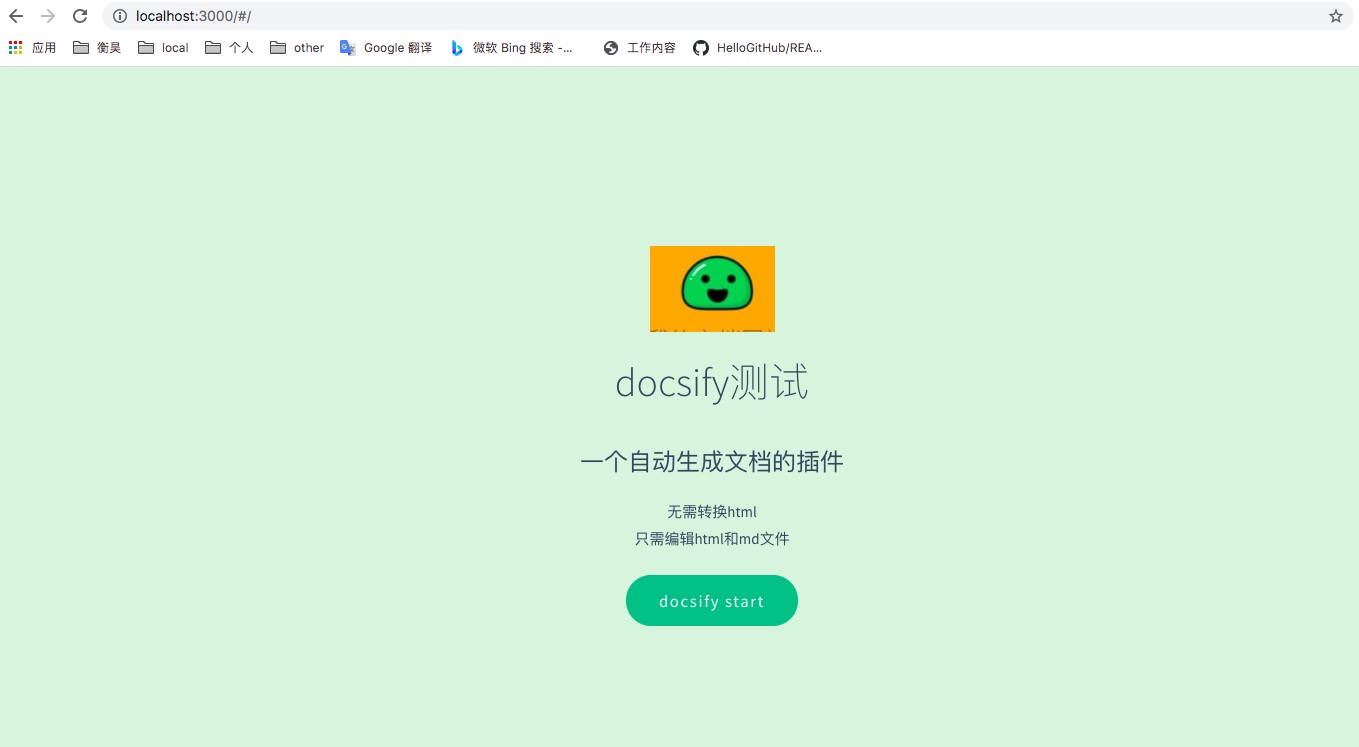 localhost:3000/#/
应用 衡昊 local 个人 other Google 翻译 微软 Bing 搜索 -... 工作内容 HelloGitHub/REA...
docsify测试
一个自动生成文档的插件
无需转换html
只需编辑html和md文件
docsify start